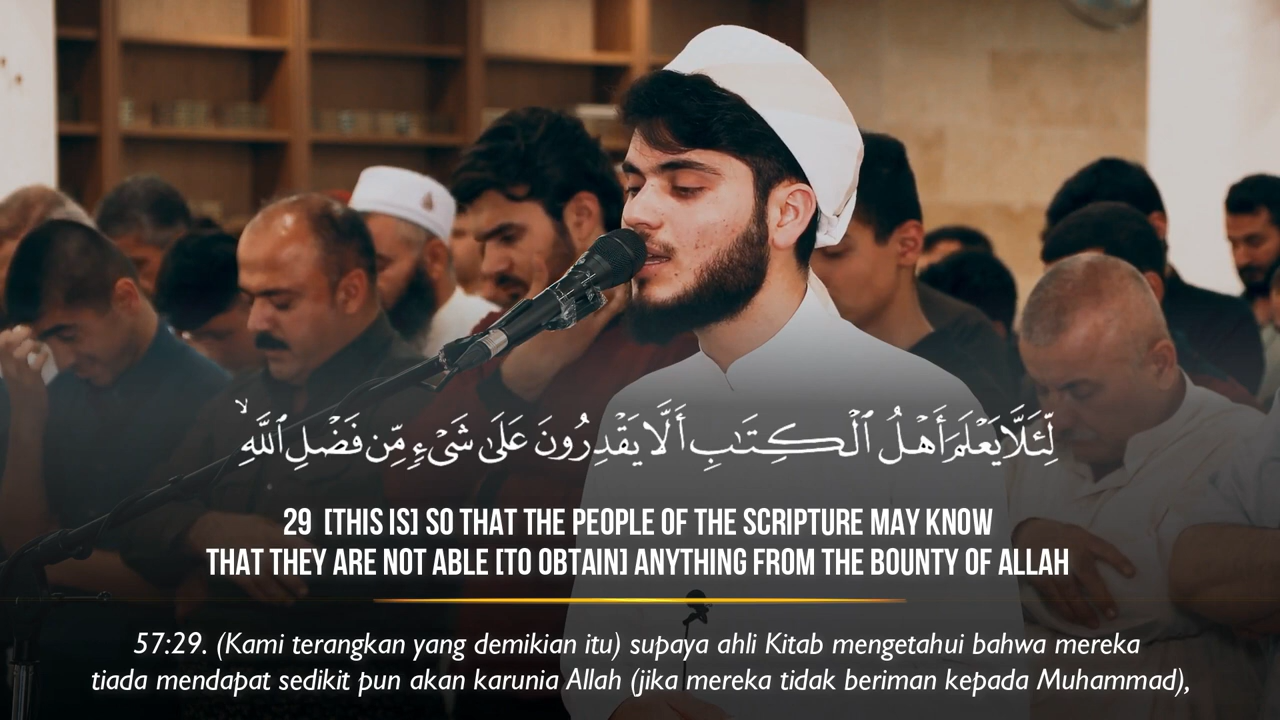 لِّئَلَّا يَعْلَمَ أَهْلُ ٱلْكِتَـٰبِ أَلَّا يَقْدِرُونَ عَلَىٰ شَىْءٍ مِّن فَضْلِ ٱللَّهِ ۙ
29 [THIS IS] SO THAT THE PEOPLE OF THE SCRIPTURE MAY KNOW
THAT THEY ARE NOT ABLE [TO OBTAIN] ANYTHING FROM THE BOUNTY OF ALLAH
57:29. (Kami terangkan yang demikian itu) supaya ahli Kitab mengetahui bahwa mereka
tiada mendapat sedikit pun akan karunia Allah (jika mereka tidak beriman kepada Muhammad),